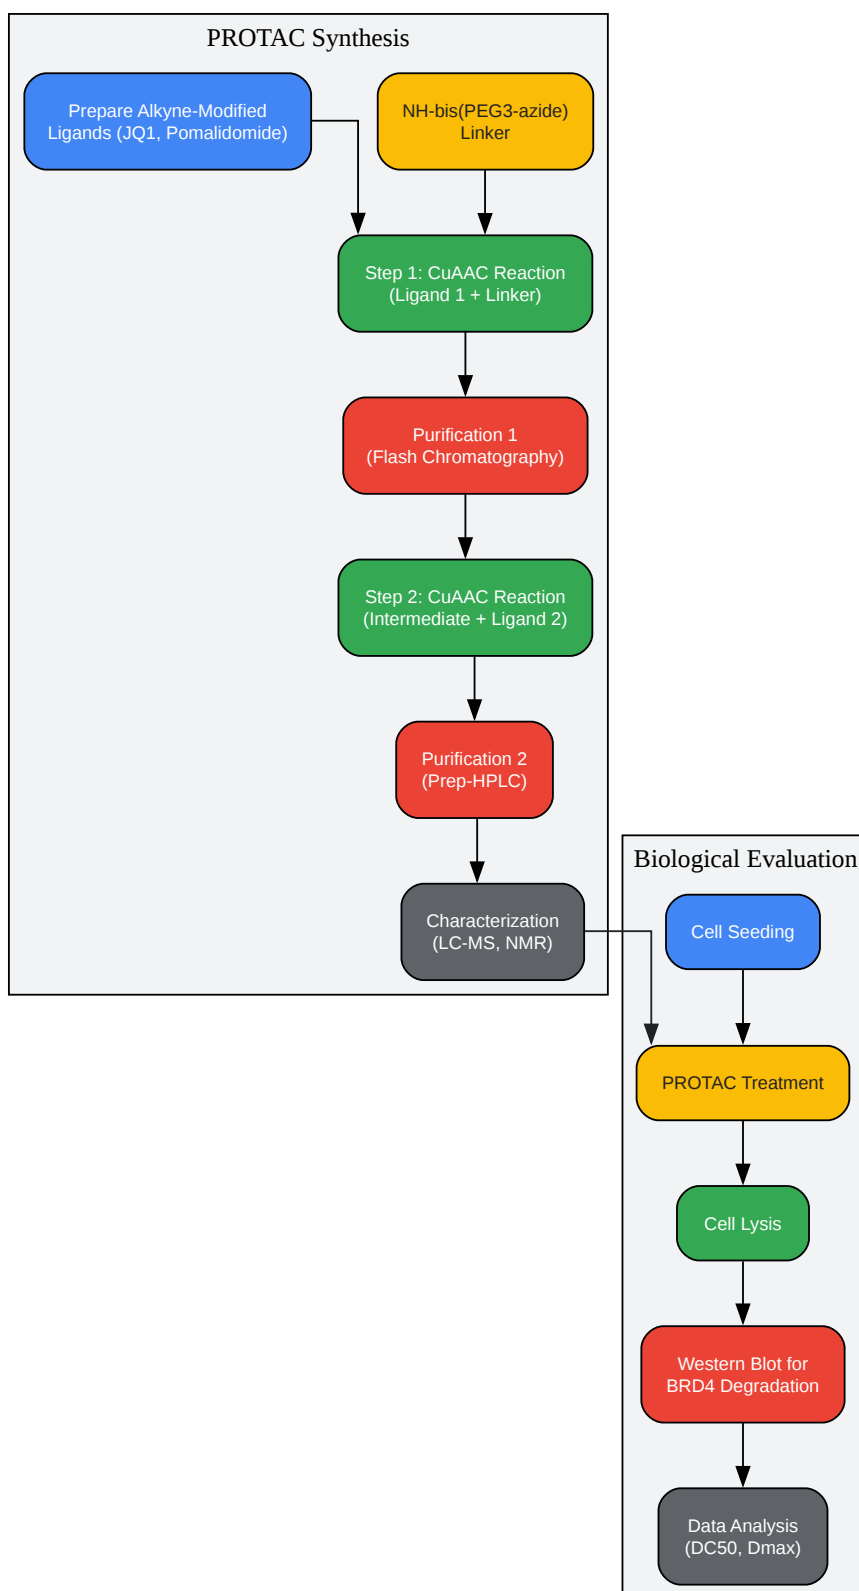 PROTAC Synthesis
Prepare Alkyne-Modified
Ligands (JQ1, Pomalidomide)
NH-bis(PEG3-azide)
Linker
Step 1: CuAAC Reaction
(Ligand 1 + Linker)
Purification 1
(Flash Chromatography)
Step 2: CuAAC Reaction
(Intermediate + Ligand 2)
Purification 2
(Prep-HPLC)
Characterization
(LC-MS, NMR)
Biological Evaluation
Cell Seeding
PROTAC Treatment
Cell Lysis
Western Blot for
BRD4 Degradation
Data Analysis
(DC50, Dmax)